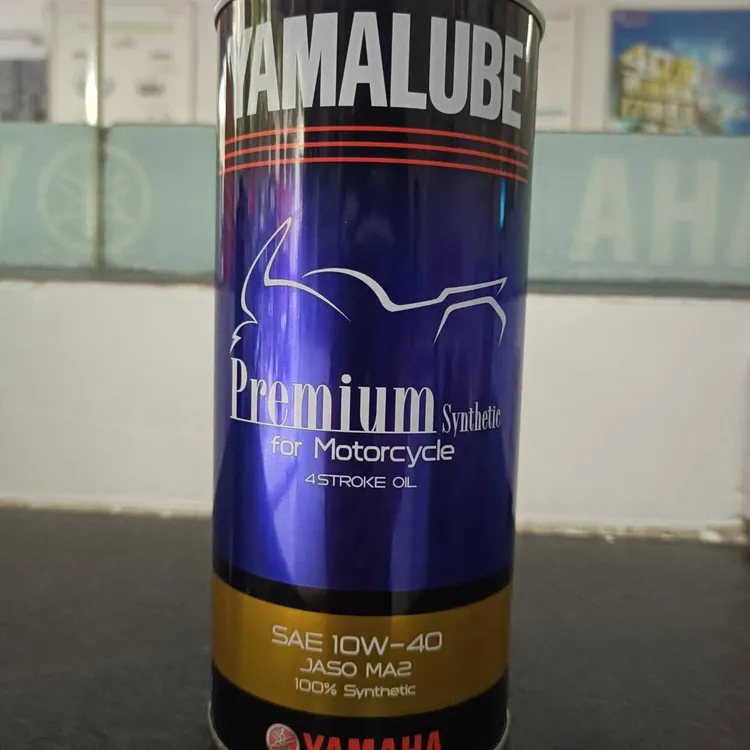 YAMALUBE
Premium Synthetic
for Motorcycle
4STROKE OIL
SAE 10W-40
JASO MA2
100% Synthetic
YAMAHA